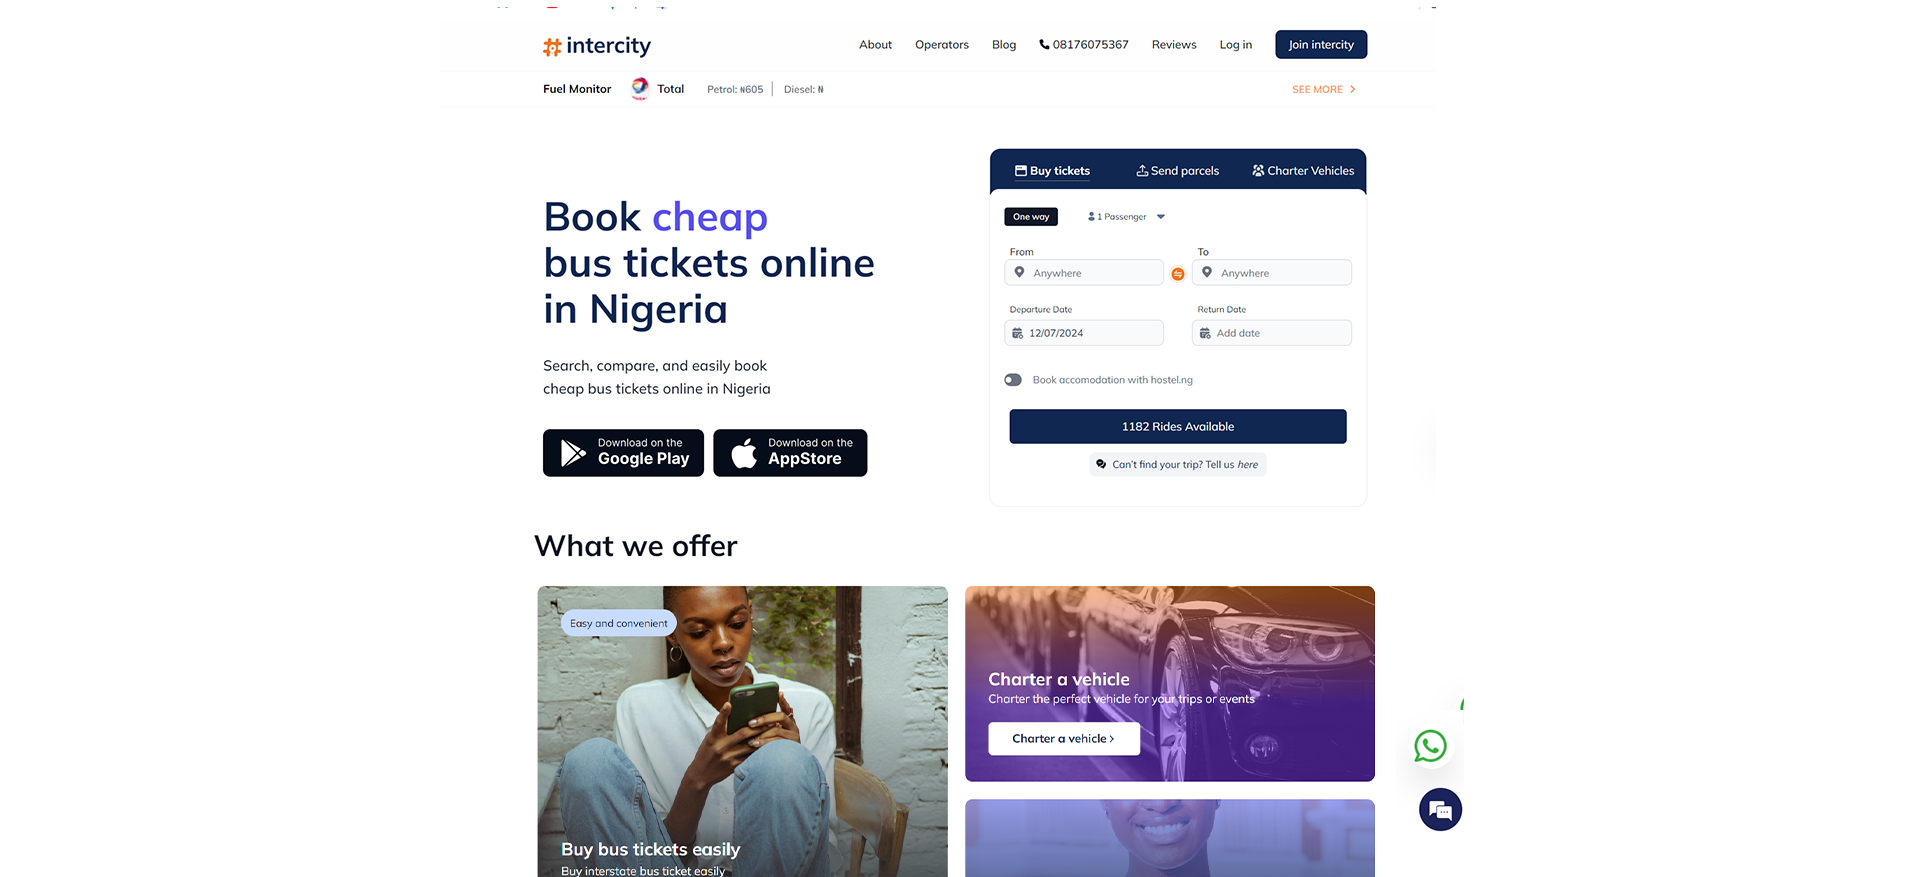 intercity
About
Operators
Blog
08176075367
Reviews
Log in
Join intercity
Fuel Monitor
Total
Petrol: ₦605
Diesel: ₦
SEE MORE
Book cheap
bus tickets online
in Nigeria
Search, compare, and easily book
cheap bus tickets online in Nigeria
Download on the
Google Play
Download on the
AppStore
Buy tickets
Send parcels
Charter Vehicles
One way
1 Passenger
From
To
Anywhere
Anywhere
Departure Date
Return Date
12/07/2024
Add date
Book accomodation with hostel.ng
1182 Rides Available
Can't find your trip? Tell us here
What we offer
Easy and convenient
Buy bus tickets easily
Buy interstate bus ticket easily
Charter a vehicle
Charter the perfect vehicle for your trips or events
Charter a vehicle